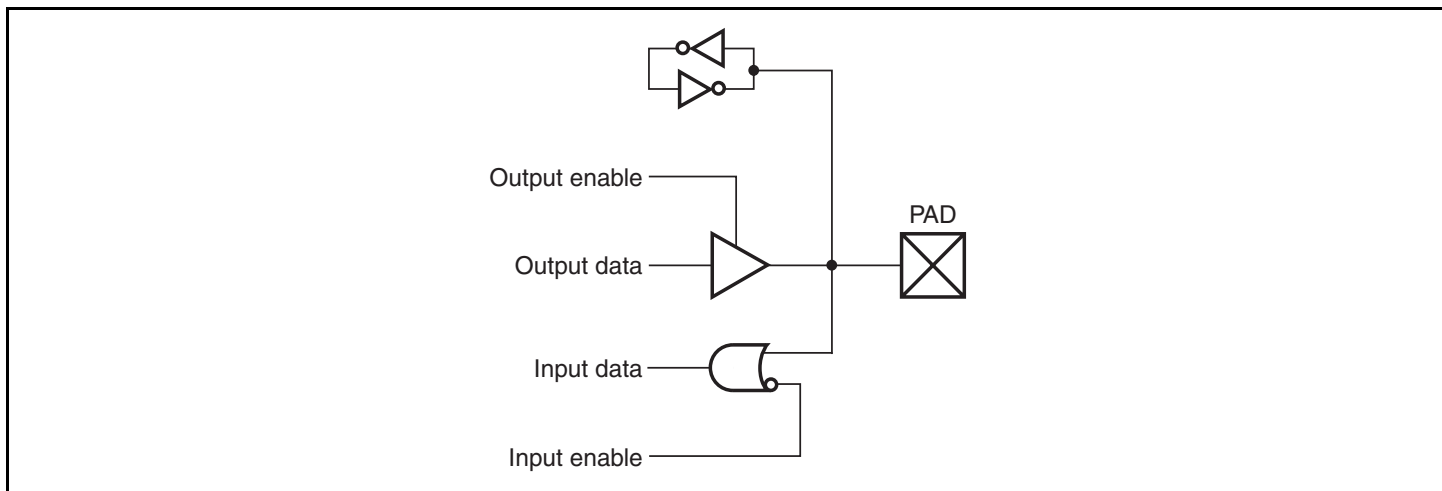 Output enable
PAD
Output data
Input data
Input enable